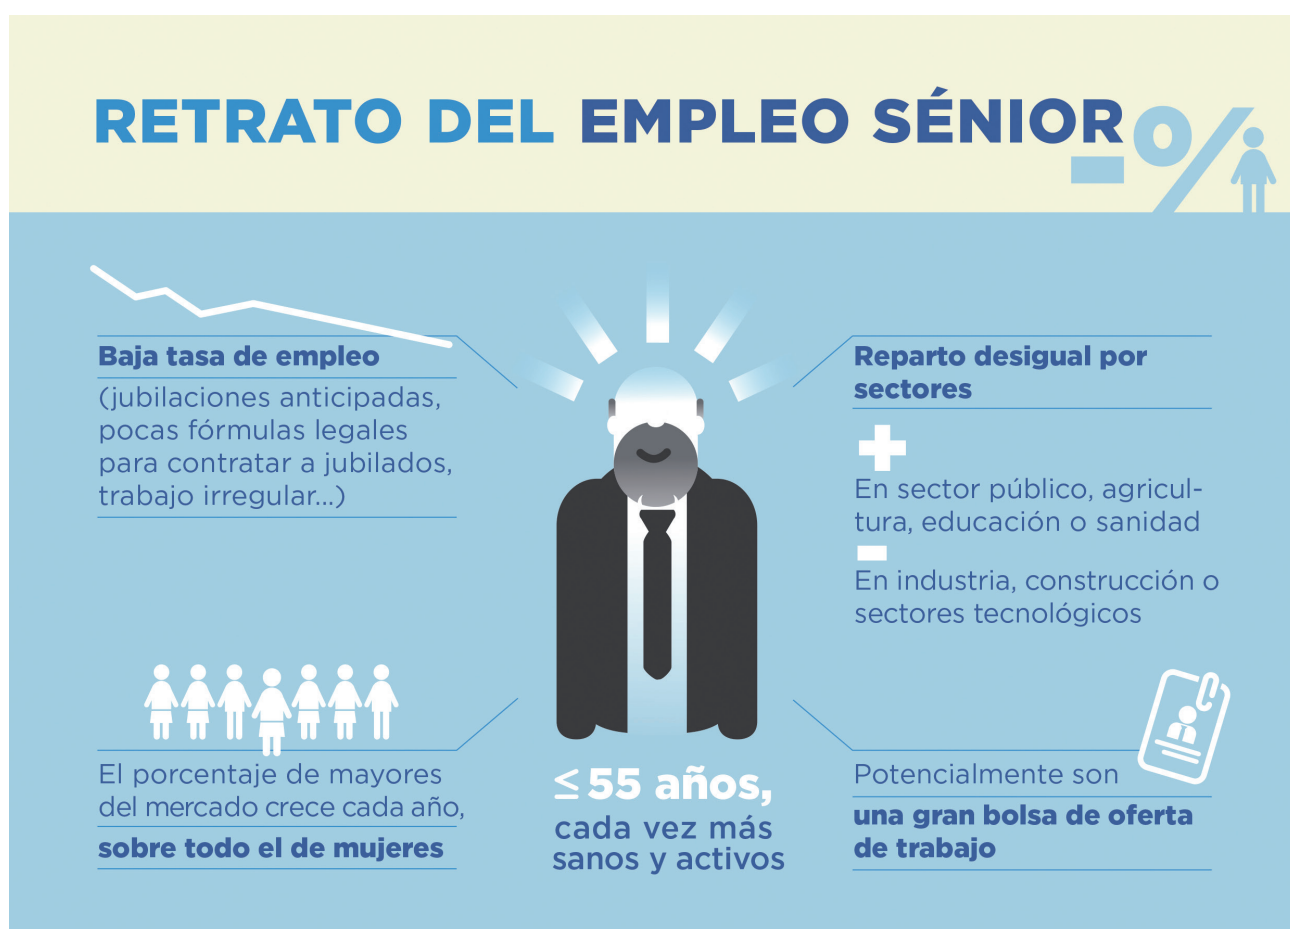 RETRATO DEL EMPLEO SÉNIOR
-%
Baja tasa de empleo
(jubilaciones anticipadas,
pocas fórmulas legales
para contratar a jubilados,
trabajo irregular...)
Reparto desigual por
sectores
+
En sector público, agricul-
tura, educación o sanidad
-
En industria, construcción o
sectores tecnológicos
El porcentaje de mayores
del mercado crece cada año,
sobre todo el de mujeres
≤55 años,
cada vez más
sanos y activos
Potencialmente son
una gran bolsa de oferta
de trabajo